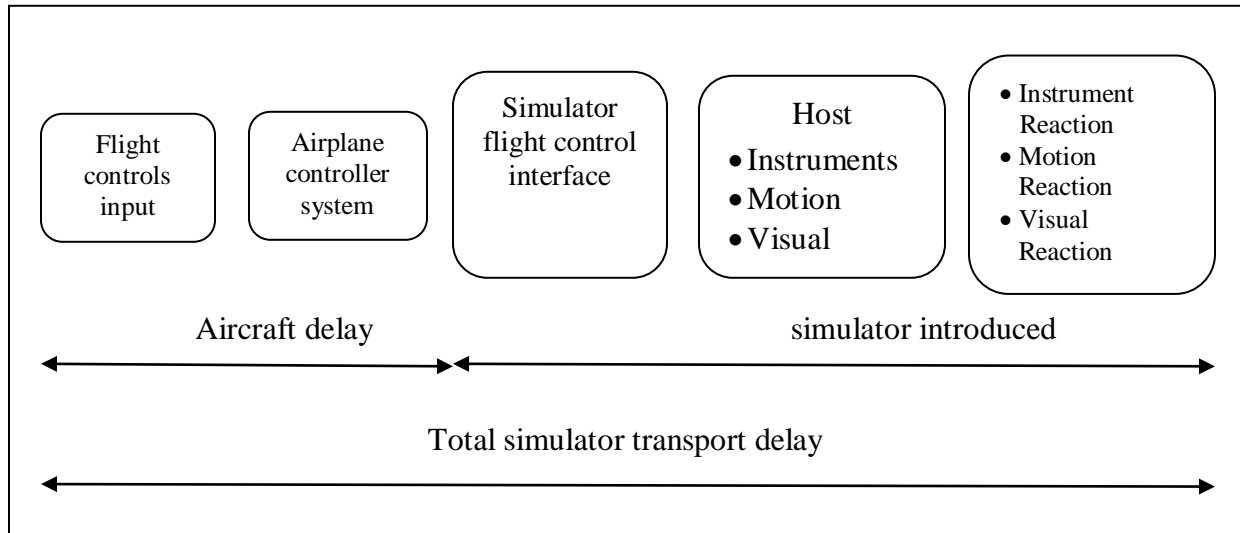 Flight
controls
input
Airplane
controller
system
Simulator
flight control
interface
Host
• Instruments
• Motion
• Visual
• Instrument
Reaction
• Motion
Reaction
• Visual
Reaction
Aircraft delay
simulator introduced
Total simulator transport delay